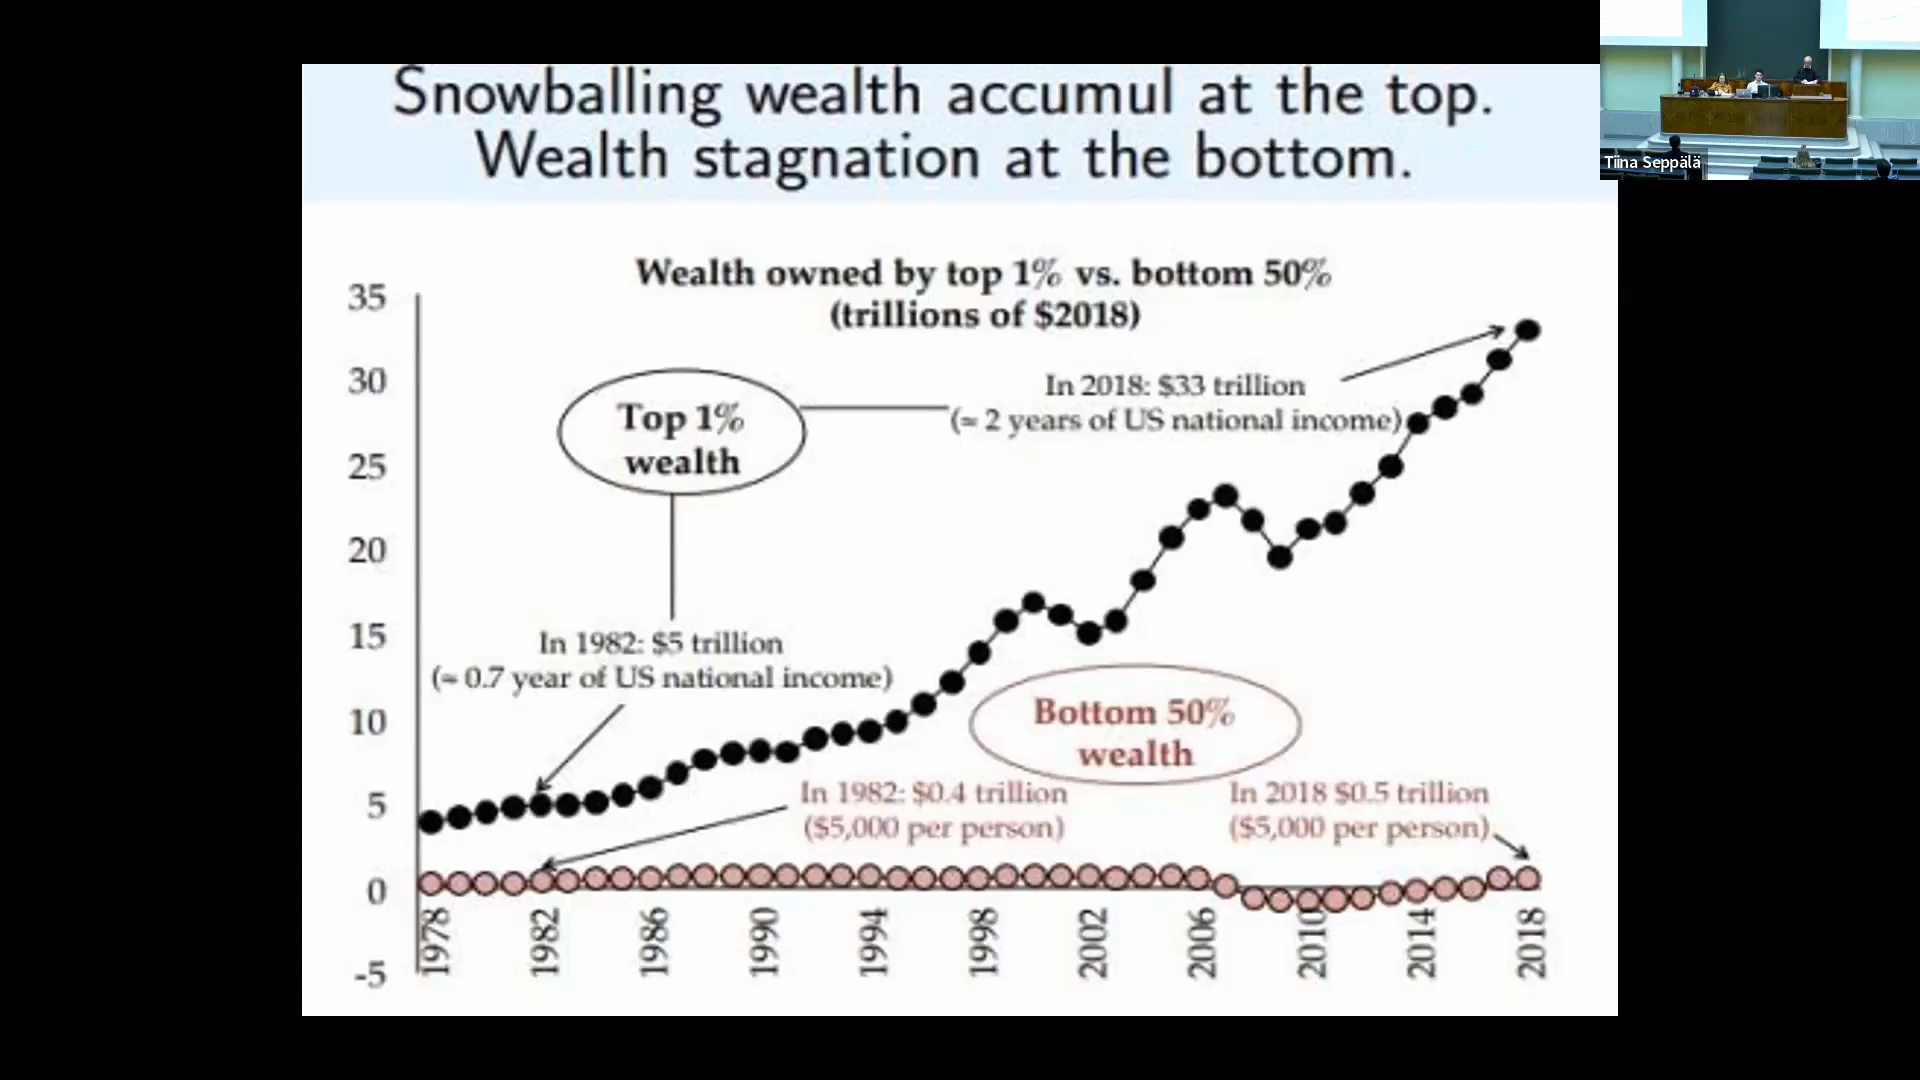 Snowballing wealth accumul at the top.
Wealth stagnation at the bottom.
Tiina Seppälä
Wealth owned by top 1% vs. bottom 50%
(trillions of $2018)
35
30
25
20
15
10
5
0
-5
Top 1%
wealth
In 2018: $33 trillion
(≈ 2 years of US national income)
In 1982: $5 trillion
(≈ 0.7 year of US national income)
Bottom 50%
wealth
In 1982: $0.4 trillion
($5,000 per person)
In 2018 $0.5 trillion
($5,000 per person)
1978
1982
1986
1990
1994
1998
2002
2006
2010
2014
2018